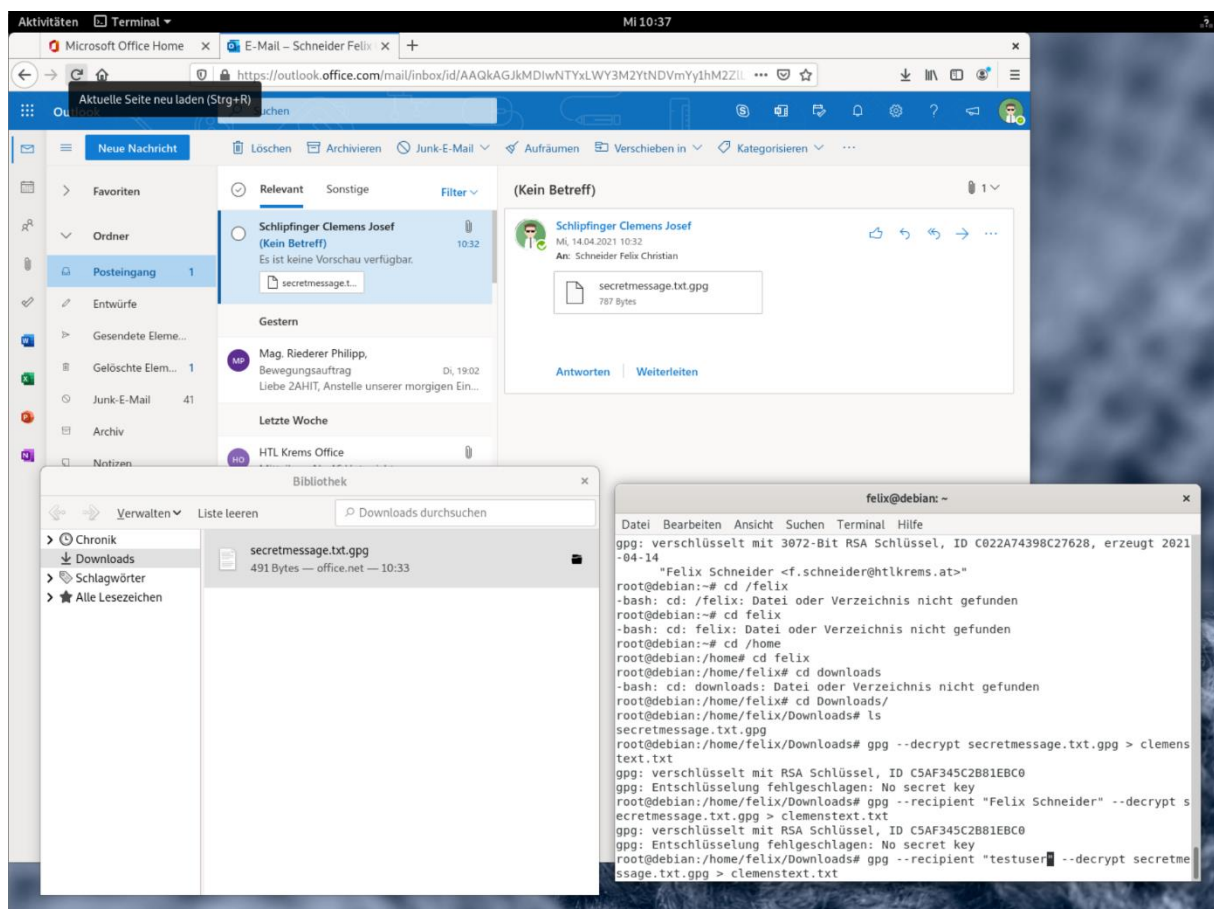 Aktivitäten Terminal
Mi 10:37
Microsoft Office Home
E-Mail – Schneider Felix
https://outlook.office.com/mail/inbox/id/
Aktuelle Seite neu laden (Strg+R)
Suchen
Neue Nachricht
Löschen Archivieren Junk-E-Mail Aufräumen Verschieben in Kategorisieren ...
Favoriten
Ordner
Posteingang 1
Entwürfe
Gesendete Eleme...
Gelöschte Elem... 1
Junk-E-Mail 41
Archiv
Notizen
Relevant Sonstige Filter
Schlipfinger Clemens Josef
(Kein Betreff) 10:32
Es ist keine Vorschau verfügbar.
secretmessage.t...
Gestern
MP
Mag. Riederer Philipp,
Bewegungsauftrag Di, 19:02
Liebe 2AHIT, Anstelle unserer morgigen Ein...
Letzte Woche
HO
HTL Krems Office
(Kein Betreff)
1
Schlipfinger Clemens Josef
Mi, 14.04.2021 10:32
An: Schneider Felix Christian
secretmessage.txt.gpg
787 Bytes
Antworten Weiterleiten
Bibliothek
Verwalten Liste leeren Downloads durchsuchen
Chronik
Downloads
Schlagwörter
Alle Lesezeichen
secretmessage.txt.gpg
491 Bytes — office.net — 10:33
felix@debian: ~
Datei Bearbeiten Ansicht Suchen Terminal Hilfe
gpg: verschlüsselt mit 3072-Bit RSA Schlüssel, ID C022A74398C27628, erzeugt 2021
-04-14
"Felix Schneider <f.schneider@htlkrems.at>"
root@debian:~# cd /felix
-bash: cd: /felix: Datei oder Verzeichnis nicht gefunden
root@debian:~# cd felix
-bash: cd: felix: Datei oder Verzeichnis nicht gefunden
root@debian:~# cd /home
root@debian:/home# cd felix
root@debian:/home/felix# cd downloads
-bash: cd: downloads: Datei oder Verzeichnis nicht gefunden
root@debian:/home/felix# cd Downloads/
root@debian:/home/felix/Downloads# ls
secretmessage.txt.gpg
root@debian:/home/felix/Downloads# gpg --decrypt secretmessage.txt.gpg > clemens
text.txt
gpg: verschlüsselt mit RSA Schlüssel, ID C5AF345C2B81EBC0
gpg: Entschlüsselung fehlgeschlagen: No secret key
root@debian:/home/felix/Downloads# gpg --recipient "Felix Schneider" --decrypt s
ecretmessage.txt.gpg > clemenstext.txt
gpg: verschlüsselt mit RSA Schlüssel, ID C5AF345C2B81EBC0
gpg: Entschlüsselung fehlgeschlagen: No secret key
root@debian:/home/felix/Downloads# gpg --recipient "testuser" --decrypt secretme
ssage.txt.gpg > clemenstext.txt